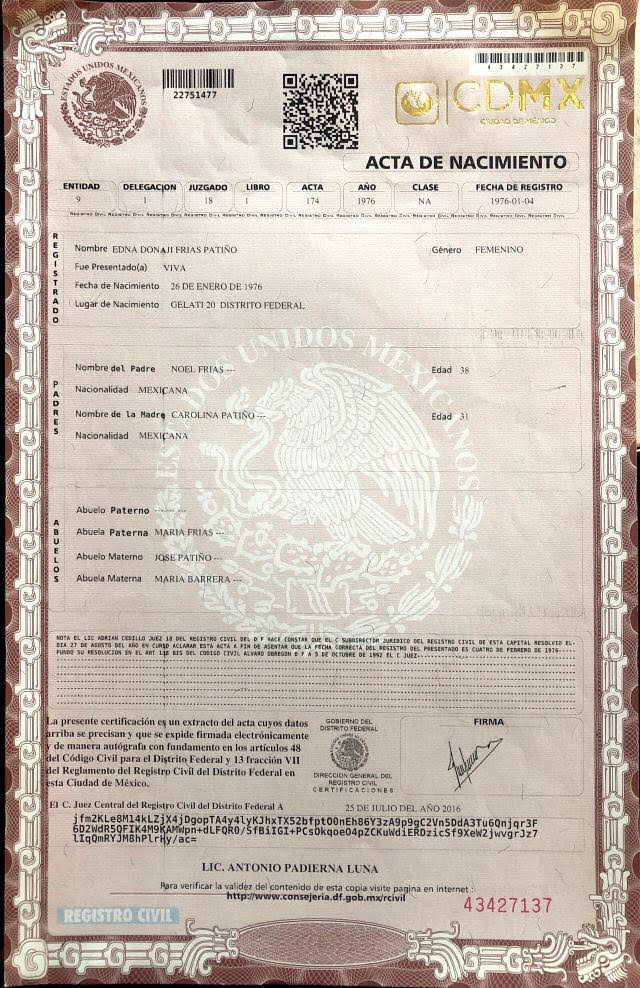 ESTADOS UNIDOS MEXICANOS
22751477
4 3 4 2 7 1 3 7
CDMX
CIUDAD DE MÉXICO
ACTA DE NACIMIENTO
ENTIDAD DELEGACION JUZGADO LIBRO ACTA AÑO CLASE FECHA DE REGISTRO
9 1 18 1 174 1976 NA 1976-01-04
REGISTRADO
Nombre EDNA DONAJI FRIAS PATIÑO Género FEMENINO
Fue Presentado(a) VIVA
Fecha de Nacimiento 26 DE ENERO DE 1976
Lugar de Nacimiento GELATI 20 DISTRITO FEDERAL
ESTADOS UNIDOS MEXICANOS
PADRES
Nombre del Padre NOEL FRIAS --- Edad 38
Nacionalidad MEXICANA
Nombre de la Madre CAROLINA PATIÑO --- Edad 31
Nacionalidad MEXICANA
ABUELOS
Abuelo Paterno ------ ---
Abuela Paterna MARIA FRIAS ---
Abuelo Materno JOSE PATIÑO ---
Abuela Materna MARIA BARRERA ---
NOTA EL LIC ADRIAN CEDILLO JUEZ 18 DEL REGISTRO CIVIL DEL D F HACE CONSTAR QUE EL C SUBDIRECTOR JURIDICO DEL REGISTRO CIVIL DE ESTA CAPITAL RESOLVIO EL-
DIA 27 DE AGOSTO DEL AÑO EN CURSO ACLARAR ESTA ACTA A FIN DE ASENTAR QUE LA FECHA CORRECTA DEL REGISTRO DEL PRESENTADO ES CUATRO DE FEBRERO DE 1976----
FUNDO SU RESOLUCION EN EL ART 138 BIS DEL CODIGO CIVIL ALVARO OBREGON D F A 5 DE OCTUBRE DE 1992 EL C JUEZ---
La presente certificación es un extracto del acta cuyos datos
arriba se precisan y que se expide firmada electrónicamente
y de manera autógrafa con fundamento en los artículos 48
del Código Civil para el Distrito Federal y 13 fracción VII
del Reglamento del Registro Civil del Distrito Federal en
esta Ciudad de México.
GOBIERNO DEL
DISTRITO FEDERAL
DIRECCIÓN GENERAL DEL
REGISTRO CIVIL
CERTIFICACIONES
FIRMA
El C. Juez Central del Registro Civil del Distrito Federal A 25 DE JULIO DEL AÑO 2016
LIC. ANTONIO PADIERNA LUNA
Para verificar la validez del contenido de esta copia visite pagina en internet :
http://www.consejeria.df.gob.mx/rcivil
REGISTRO CIVIL
43427137